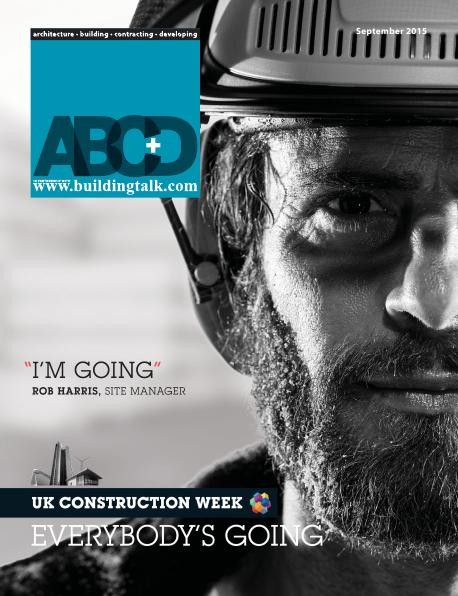 September 2015
architecture • building • contracting • developing
ABC+D
www.buildingtalk.com
"I'M GOING"
ROB HARRIS, SITE MANAGER
UK CONSTRUCTION WEEK
EVERYBODY'S GOING